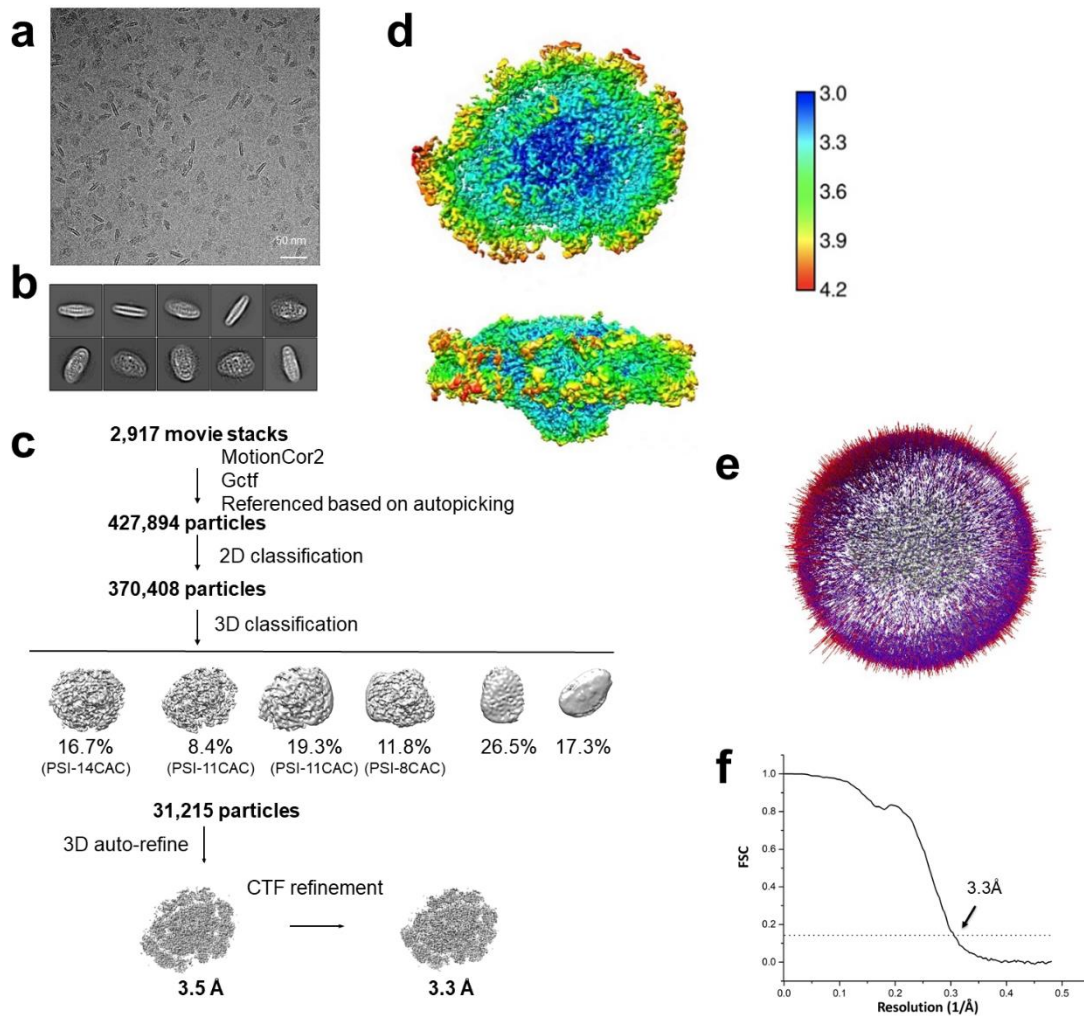 a
50 nm
b
c
2,917 movie stacks
MotionCor2
Gctf
Referenced based on autopicking
427,894 particles
2D classification
370,408 particles
3D classification
16.7% 8.4% 19.3% 11.8% 26.5% 17.3%
(PSI-14CAC) (PSI-11CAC) (PSI-11CAC) (PSI-8CAC)
31,215 particles
3D auto-refine
CTF refinement
3.5 Å 3.3 Å
d
3.0
3.3
3.6
3.9
4.2
e
f
1.0
0.8
0.6
0.4
0.2
0.0
FSC
3.3Å
0.0 0.1 0.2 0.3 0.4 0.5
Resolution (1/Å)